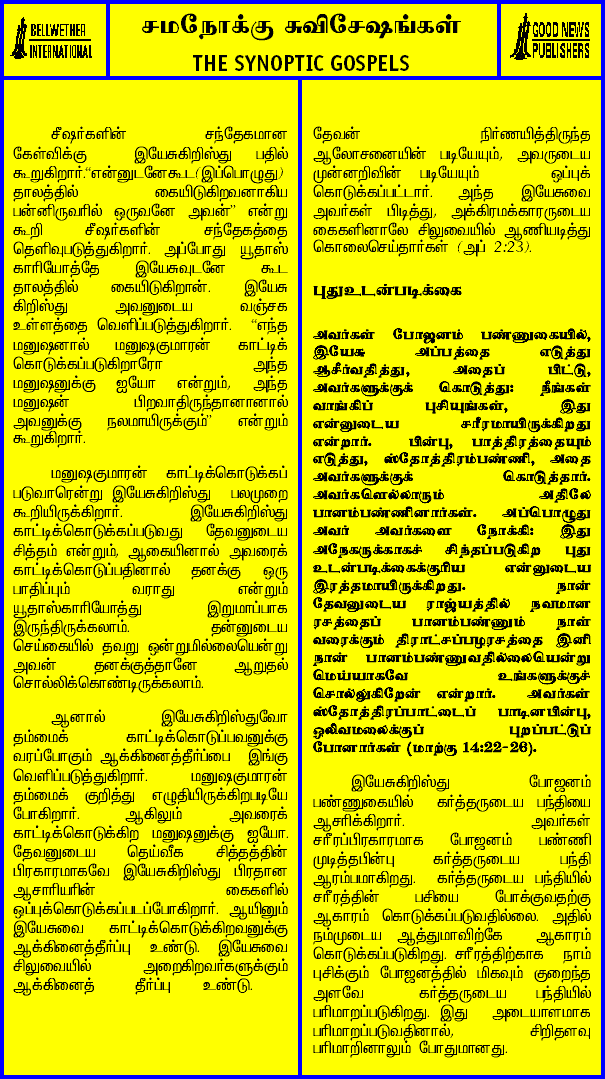 BELLWETHER
INTERNATIONAL
சமநோக்கு சுவிசேஷங்கள்
THE SYNOPTIC GOSPELS
GOOD NEWS
PUBLISHERS
சீஷர்களின் சந்தேகமான
கேள்விக்கு இயேசுகிறிஸ்து பதில்
கூறுகிறார்.“என்னுடனேகூட(இப்பொழுது)
தாலத்தில் கையிடுகிறவனாகிய
பன்னிருவரில் ஒருவனே அவன்” என்று
கூறி சீஷர்களின் சந்தேகத்தை
தெளிவுபடுத்துகிறார். அப்போது யூதாஸ்
காரியோத்தே இயேசுவுடனே கூட
தாலத்தில் கையிடுகிறான். இயேசு
கிறிஸ்து அவனுடைய வஞ்சக
உள்ளத்தை வெளிப்படுத்துகிறார். “எந்த
மனுஷனால் மனுஷகுமாரன் காட்டிக்
கொடுக்கப்படுகிறாரோ அந்த
மனுஷனுக்கு ஐயோ என்றும், அந்த
மனுஷன் பிறவாதிருந்தானானால்
அவனுக்கு நலமாயிருக்கும்” என்றும்
கூறுகிறார்.
மனுஷகுமாரன் காட்டிக்கொடுக்கப்
படுவாரென்று இயேசுகிறிஸ்து பலமுறை
கூறியிருக்கிறார். இயேசுகிறிஸ்து
காட்டிக்கொடுக்கப்படுவது தேவனுடைய
சித்தம் என்றும், ஆகையினால் அவரைக்
காட்டிக்கொடுப்பதினால் தனக்கு ஒரு
பாதிப்பும் வராது என்றும்
யூதாஸ்காரியோத்து இறுமாப்பாக
இருந்திருக்கலாம். தன்னுடைய
செய்கையில் தவறு ஒன்றுமில்லையென்று
அவன் தனக்குத்தானே ஆறுதல்
சொல்லிக்கொண்டிருக்கலாம்.
ஆனால் இயேசுகிறிஸ்துவோ
தம்மைக் காட்டிக்கொடுப்பவனுக்கு
வரப்போகும் ஆக்கினைத்தீர்ப்பை இங்கு
வெளிப்படுத்துகிறார். மனுஷகுமாரன்
தம்மைக் குறித்து எழுதியிருக்கிறபடியே
போகிறார். ஆகிலும் அவரைக்
காட்டிக்கொடுக்கிற மனுஷனுக்கு ஐயோ.
தேவனுடைய தெய்வீக சித்தத்தின்
பிரகாரமாகவே இயேசுகிறிஸ்து பிரதான
ஆசாரியரின் கைகளில்
ஒப்புக்கொடுக்கப்படப்போகிறார். ஆயினும்
இயேசுவை காட்டிக்கொடுக்கிறவனுக்கு
ஆக்கினைத்தீர்ப்பு உண்டு. இயேசுவை
சிலுவையில் அறைகிறவர்களுக்கும்
ஆக்கினைத் தீர்ப்பு உண்டு.
தேவன் நிர்ணயித்திருந்த
ஆலோசனையின் படியேயும், அவருடைய
முன்னறிவின் படியேயும் ஒப்புக்
கொடுக்கப்பட்டார். அந்த இயேசுவை
அவர்கள் பிடித்து, அக்கிரமக்காரருடைய
கைகளினாலே சிலுவையில் ஆணியடித்து
கொலைசெய்தார்கள் (அப் 2:23).
புதுஉடன்படிக்கை
அவர்கள் போஜனம் பண்ணுகையில்,
இயேசு அப்பத்தை எடுத்து
ஆசீர்வதித்து, அதைப் பிட்டு,
அவர்களுக்குக் கொடுத்து: நீங்கள்
வாங்கிப் புசியுங்கள், இது
என்னுடைய சரீரமாயிருக்கிறது
என்றார். பின்பு, பாத்திரத்தையும்
எடுத்து, ஸ்தோத்திரம்பண்ணி, அதை
அவர்களுக்குக் கொடுத்தார்.
அவர்களெல்லாரும் அதிலே
பானம்பண்ணினார்கள். அப்பொழுது
அவர் அவர்களை நோக்கி: இது
அநேகருக்காகச் சிந்தப்படுகிற புது
உடன்படிக்கைக்குரிய என்னுடைய
இரத்தமாயிருக்கிறது. நான்
தேவனுடைய ராஜ்யத்தில் நவமான
ரசத்தைப் பானம்பண்ணும் நாள்
வரைக்கும் திராட்சப்பழரசத்தை இனி
நான் பானம்பண்ணுவதில்லையென்று
மெய்யாகவே உங்களுக்குச்
சொல்லுகிறேன் என்றார். அவர்கள்
ஸ்தோத்திரப்பாட்டைப் பாடினபின்பு,
ஒலிவமலைக்குப் புறப்பட்டுப்
போனார்கள் (மாற்கு 14:22-26).
இயேசுகிறிஸ்து போஜனம்
பண்ணுகையில் கர்த்தருடைய பந்தியை
ஆசரிக்கிறார். அவர்கள்
சரீரப்பிரகாரமாக போஜனம் பண்ணி
முடித்தபின்பு கர்த்தருடைய பந்தி
ஆரம்பமாகிறது. கர்த்தருடைய பந்தியில்
சரீரத்தின் பசியை போக்குவதற்கு
ஆகாரம் கொடுக்கப்படுவதில்லை. அதில்
நம்முடைய ஆத்துமாவிற்கே ஆகாரம்
கொடுக்கப்படுகிறது. சரீரத்திற்காக நாம்
புசிக்கும் போஜனத்தில் மிகவும் குறைந்த
அளவே கர்த்தருடைய பந்தியில்
பரிமாறப்படுகிறது. இது அடையாளமாக
பரிமாறப்படுவதினால், சிறிதளவு
பரிமாறினாலும் போதுமானது.